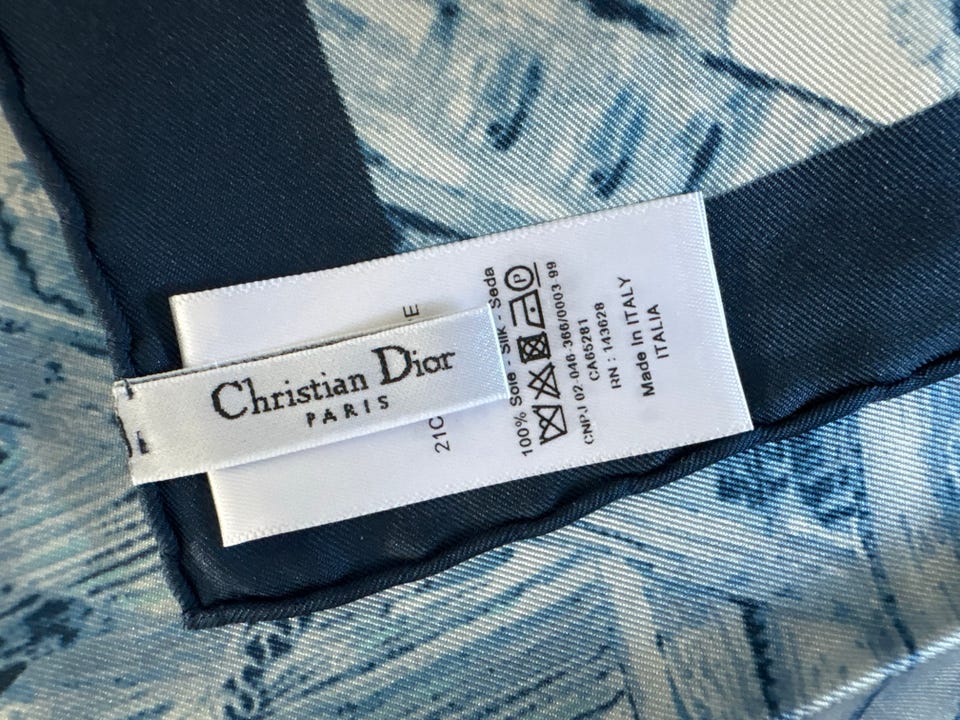 Christian Dior
PARIS
21C
E
100% Soie - Silk - Seda
P
CNPJ 02-046-366/0003 99
CA65281
RN : 143628
Made In ITALY
ITALIA